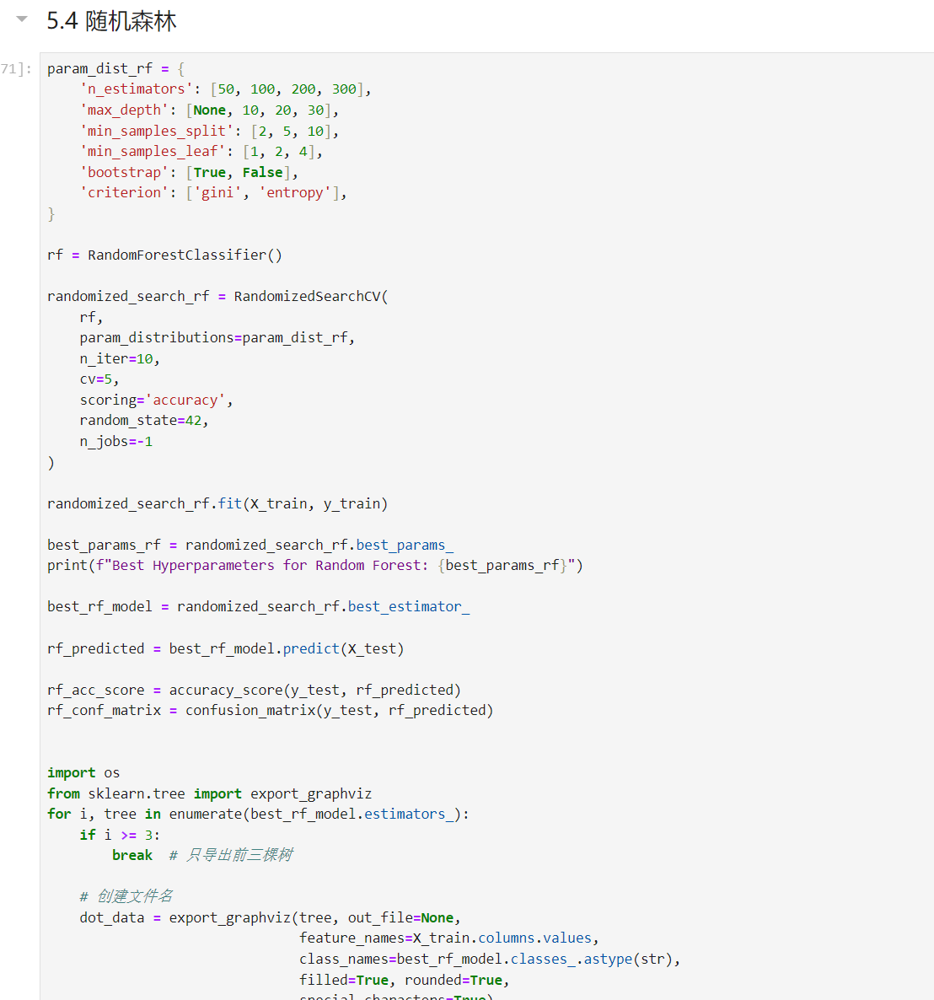 5.4 随机森林
71]:
param_dist_rf = {
'n_estimators': [50, 100, 200, 300],
'max_depth': [None, 10, 20, 30],
'min_samples_split': [2, 5, 10],
'min_samples_leaf': [1, 2, 4],
'bootstrap': [True, False],
'criterion': ['gini', 'entropy'],
}
rf = RandomForestClassifier()
randomized_search_rf = RandomizedSearchCV(
rf,
param_distributions=param_dist_rf,
n_iter=10,
cv=5,
scoring='accuracy',
random_state=42,
n_jobs=-1
)
randomized_search_rf.fit(X_train, y_train)
best_params_rf = randomized_search_rf.best_params_
print(f"Best Hyperparameters for Random Forest: {best_params_rf}")
best_rf_model = randomized_search_rf.best_estimator_
rf_predicted = best_rf_model.predict(X_test)
rf_acc_score = accuracy_score(y_test, rf_predicted)
rf_conf_matrix = confusion_matrix(y_test, rf_predicted)
import os
from sklearn.tree import export_graphviz
for i, tree in enumerate(best_rf_model.estimators_):
if i >= 3:
break  # 只导出前三棵树
# 创建文件名
dot_data = export_graphviz(tree, out_file=None,
feature_names=X_train.columns.values,
class_names=best_rf_model.classes_.astype(str),
filled=True, rounded=True,
special_characters=True)